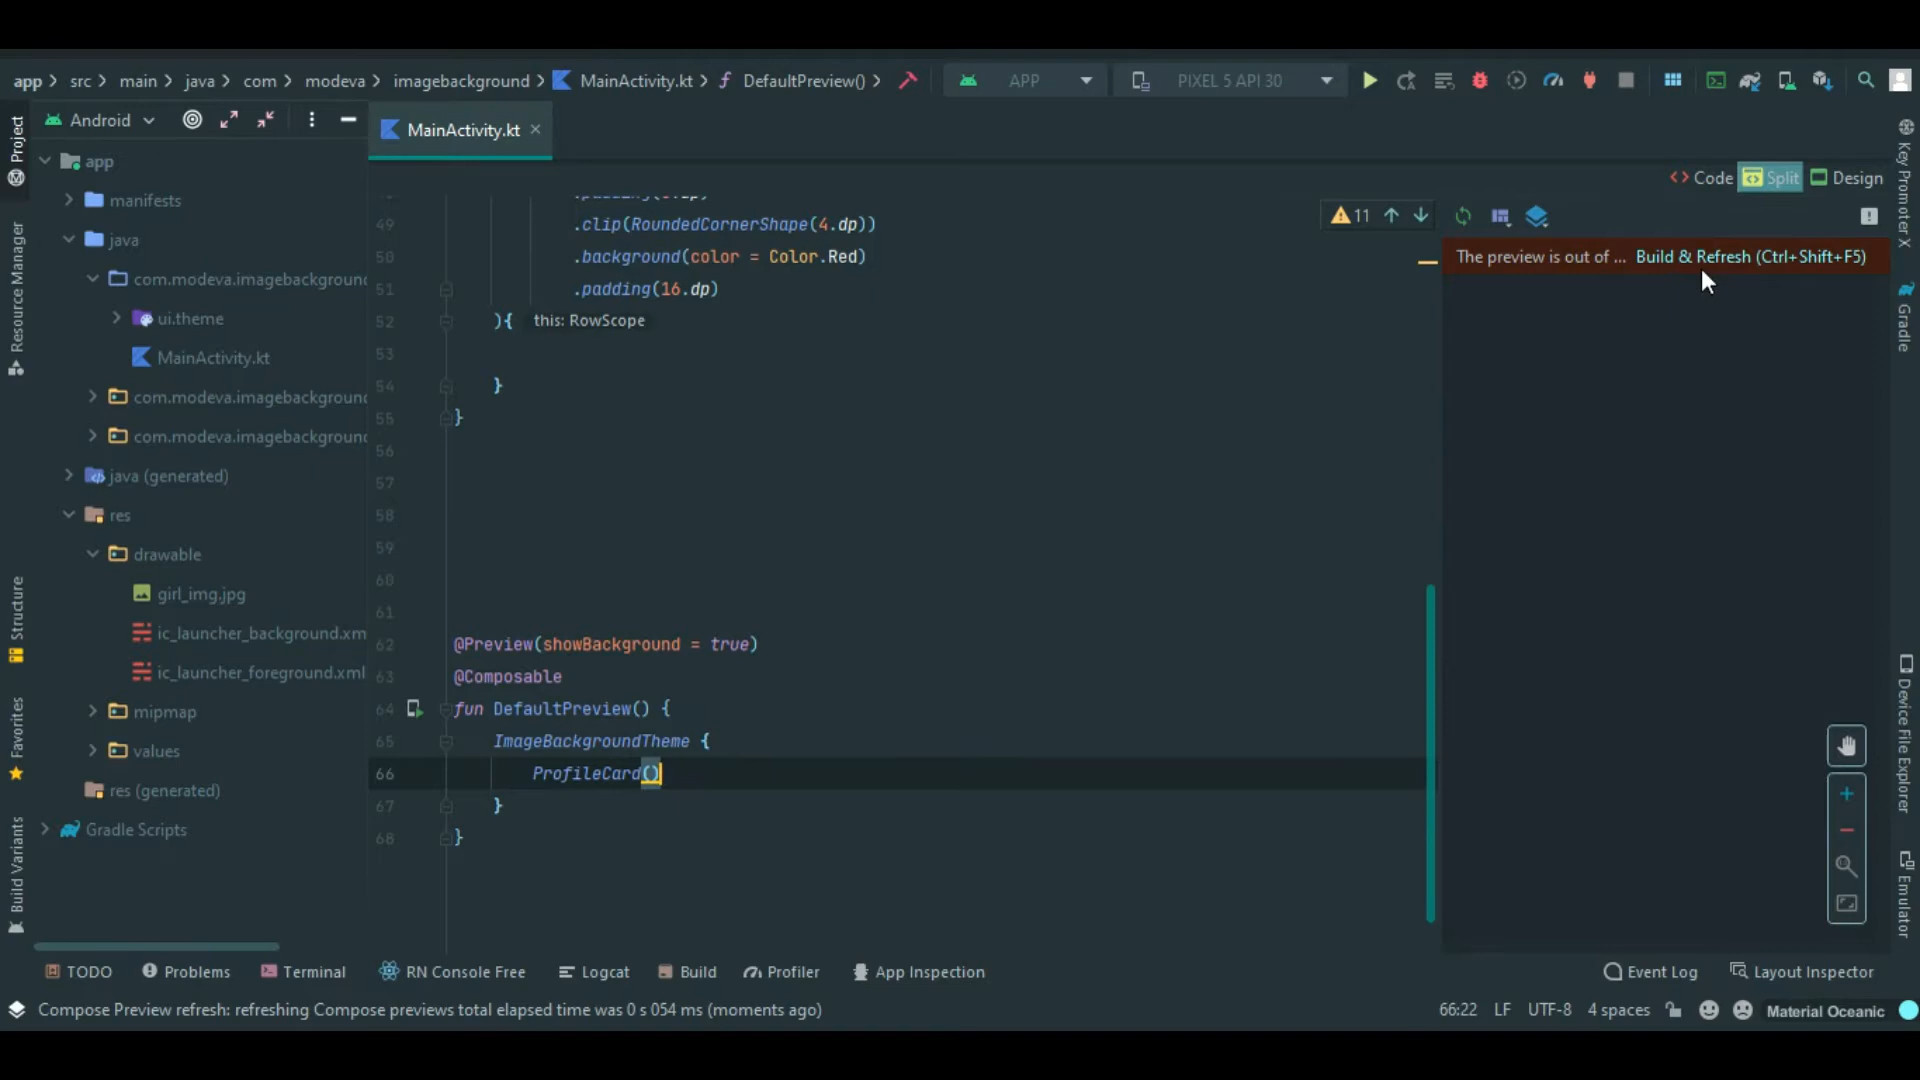 app > src > main > java > com > modeva > imagebackground > MainActivity.kt > DefaultPreview() >
APP
PIXEL 5 API 30
Project
Resource Manager
Structure
Favorites
Build Variants
Android
app
manifests
java
com.modeva.imagebackground
ui.theme
MainActivity.kt
com.modeva.imagebackground
com.modeva.imagebackground
java (generated)
res
drawable
girl_img.jpg
ic_launcher_background.xm
ic_launcher_foreground.xml
mipmap
values
res (generated)
Gradle Scripts
MainActivity.kt
Code Split Design
11
49 .clip(RoundedCornerShape(4.dp))
50 .background(color = Color.Red)
51 .padding(16.dp)
52 ){ this: RowScope
53
54 }
55 }
56
57
58
59
60
61
62 @Preview(showBackground = true)
63 @Composable
64 fun DefaultPreview() {
65 ImageBackgroundTheme {
66 ProfileCard()
67 }
68 }
The preview is out of ... Build & Refresh (Ctrl+Shift+F5)
Key Promoter X
Gradle
Device File Explorer
Emulator
TODO Problems Terminal RN Console Free Logcat Build Profiler App Inspection Event Log Layout Inspector
Compose Preview refresh: refreshing Compose previews total elapsed time was 0 s 054 ms (moments ago)
66:22 LF UTF-8 4 spaces Material Oceanic